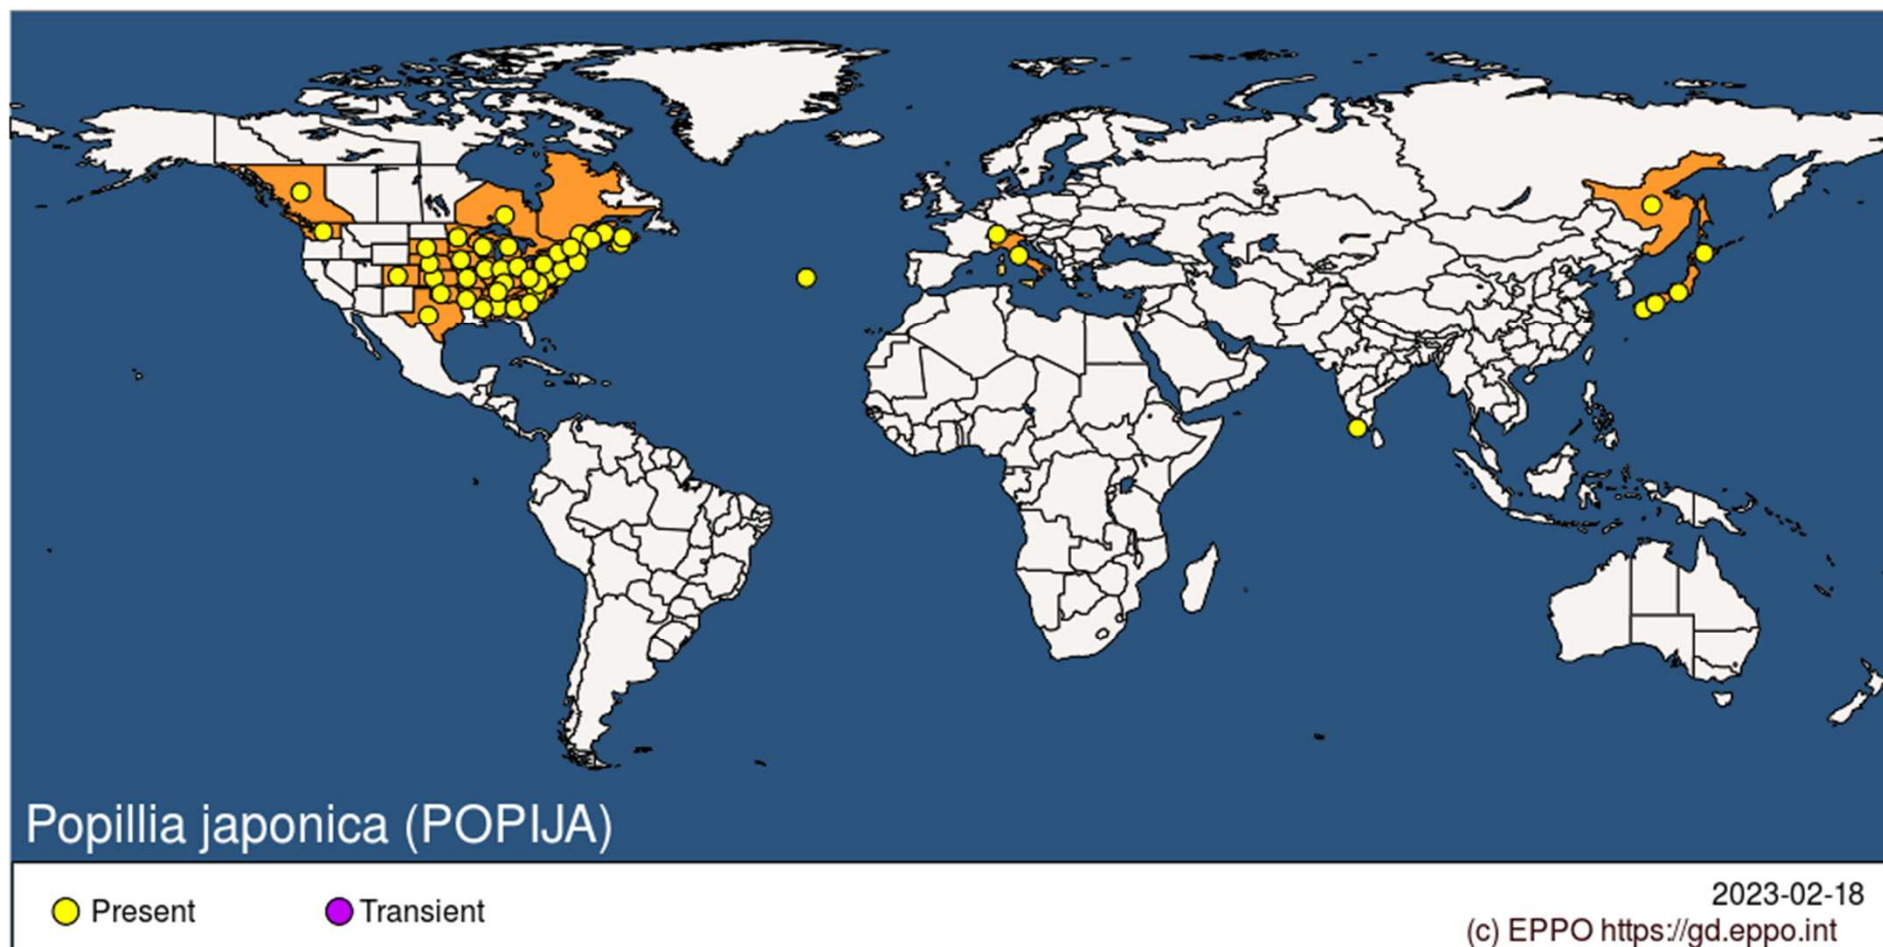 Popillia japonica (POPIJA)
Present
Transient
2023-02-18
(c) EPPO https://gd.eppo.int